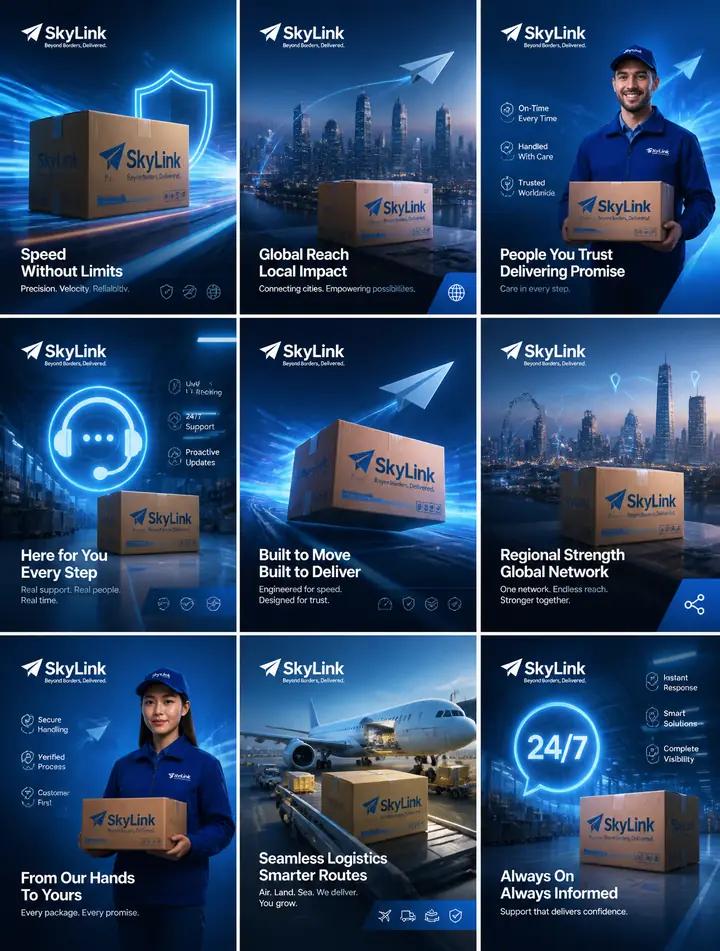 SkyLink
Beyond Borders, Delivered.
SkyLink
SkyLink
Speed
Without Limits
Precision. Velocity. Reliability.
SkyLink
Beyond Borders, Delivered.
SkyLink
Global Reach
Local Impact
Connecting cities. Empowering possibilities.
SkyLink
Beyond Borders, Delivered.
SkyLink
On-Time
Every Time
SkyLink
Handled
With Care
Trusted
Worldwide
SkyLink
People You Trust
Delivering Promise
Care in every step.
SkyLink
Beyond Borders, Delivered.
24/7
Support
Proactive
Updates
SkyLink
Here for You
Every Step
Real support. Real people.
Real time.
SkyLink
Beyond Borders, Delivered.
SkyLink
Built to Move
Built to Deliver
Engineered for speed.
Designed for trust.
SkyLink
Beyond Borders, Delivered.
SkyLink
Regional Strength
Global Network
One network. Endless reach.
Stronger together.
SkyLink
Beyond Borders, Delivered.
SkyLink
Secure
Handling
Verified
Process
SkyLink
Customer
First
SkyLink
From Our Hands
To Yours
Every package. Every promise.
SkyLink
Beyond Borders, Delivered.
SkyLink
Seamless Logistics
Smarter Routes
Air. Land. Sea. We deliver.
You grow.
SkyLink
Beyond Borders, Delivered.
Instant
Response
Smart
Solutions
24/7
Complete
Visibility
SkyLink
Always On
Always Informed
Support that delivers confidence.